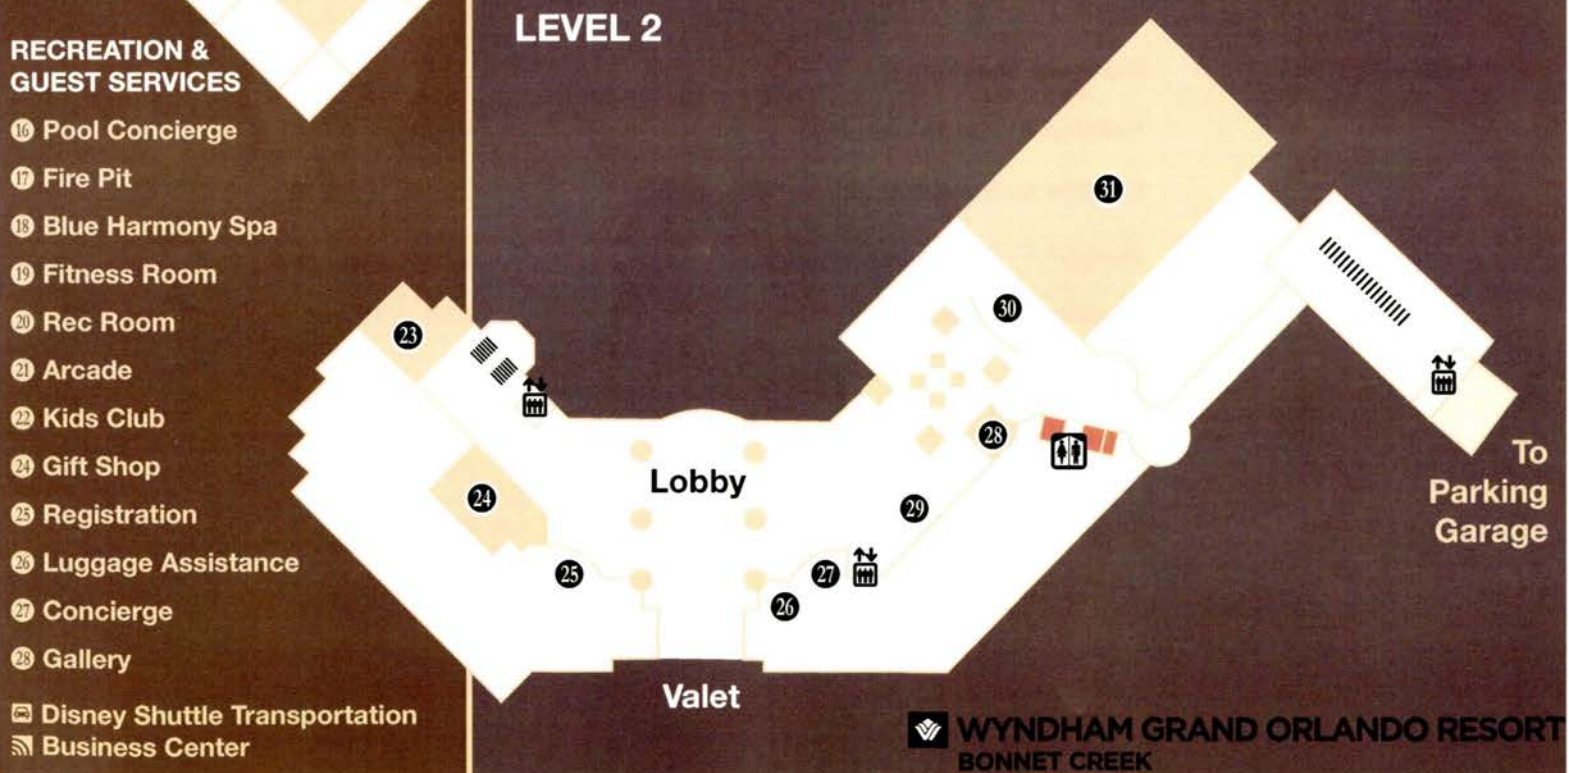 RECREATION &
GUEST SERVICES
16 Pool Concierge
17 Fire Pit
18 Blue Harmony Spa
19 Fitness Room
20 Rec Room
21 Arcade
22 Kids Club
24 Gift Shop
25 Registration
26 Luggage Assistance
27 Concierge
28 Gallery
Disney Shuttle Transportation
Business Center
LEVEL 2
31
30
23
28
24
Lobby
29
25
27
26
Valet
To
Parking
Garage
WYNDHAM GRAND ORLANDO RESORT
BONNET CREEK